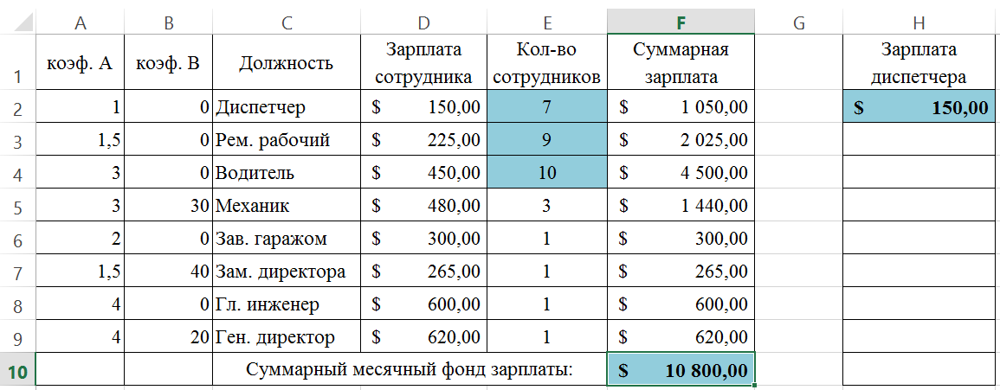 A B C D E F G H
1 коэф. А коэф. В Должность Зарплата сотрудника Кол-во сотрудников Суммарная зарплата Зарплата диспетчера
2 1 0 Диспетчер $ 150,00 7 $ 1 050,00 $ 150,00
3 1,5 0 Рем. рабочий $ 225,00 9 $ 2 025,00
4 3 0 Водитель $ 450,00 10 $ 4 500,00
5 3 30 Механик $ 480,00 3 $ 1 440,00
6 2 0 Зав. гаражом $ 300,00 1 $ 300,00
7 1,5 40 Зам. директора $ 265,00 1 $ 265,00
8 4 0 Гл. инженер $ 600,00 1 $ 600,00
9 4 20 Ген. директор $ 620,00 1 $ 620,00
10 Суммарный месячный фонд зарплаты: $ 10 800,00